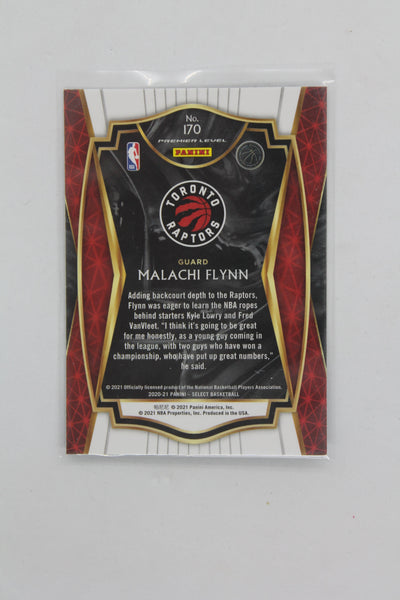 No.
170
PREMIER LEVEL
PANINI
NBA
TORONTO
RAPTORS
GUARD
MALACHI FLYNN
Adding backcourt depth to the Raptors,
Flynn was eager to learn the NBA ropes
behind starters Kyle Lowry and Fred
VanVleet. "I think it's going to be great
for me honestly, as a young guy coming
in the league, with two guys who have won a
championship, who have put up great numbers,"
he said.
© 2021 Officially licensed product of the National Basketball Players Association.
2020-21 PANINI - SELECT BASKETBALL
帕尼尼 © 2021 Panini America, Inc.
© 2021 NBA Properties, Inc. Produced in the USA.